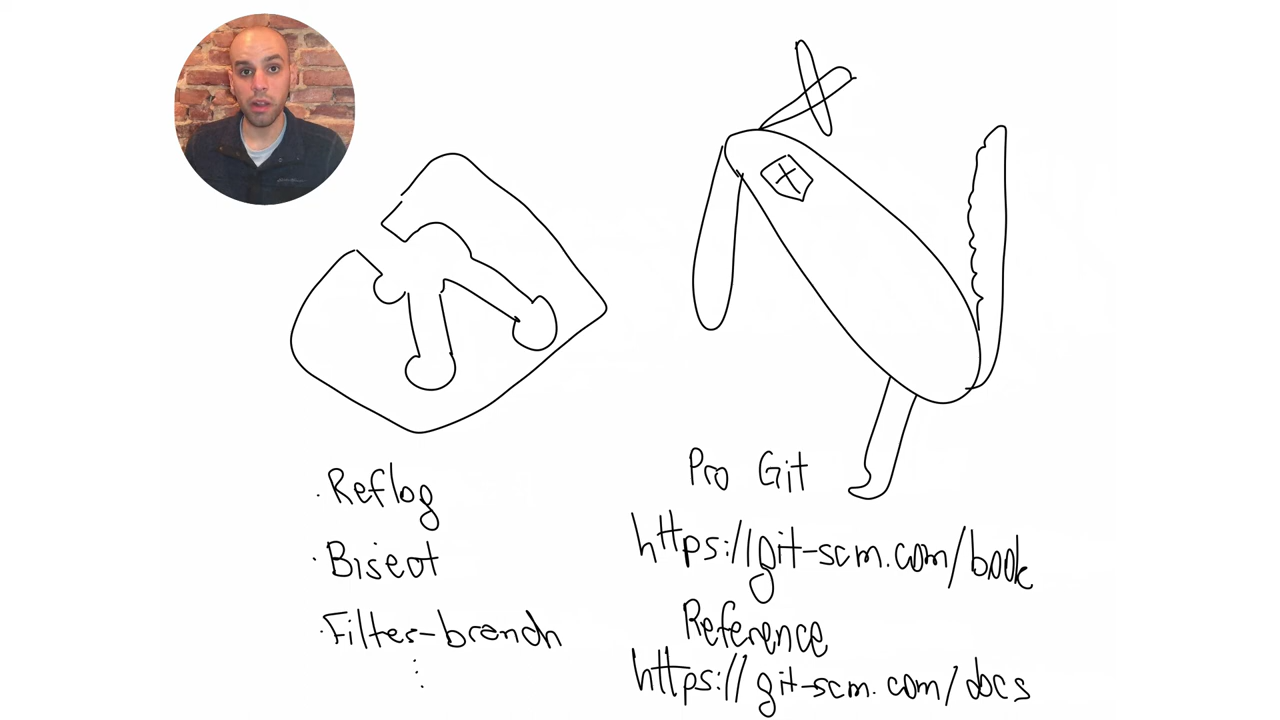 · Reflog
· Bisect
· Filter-branch
⋮
Pro Git
https://git-scm.com/book
Reference
https://git-scm.com/docs